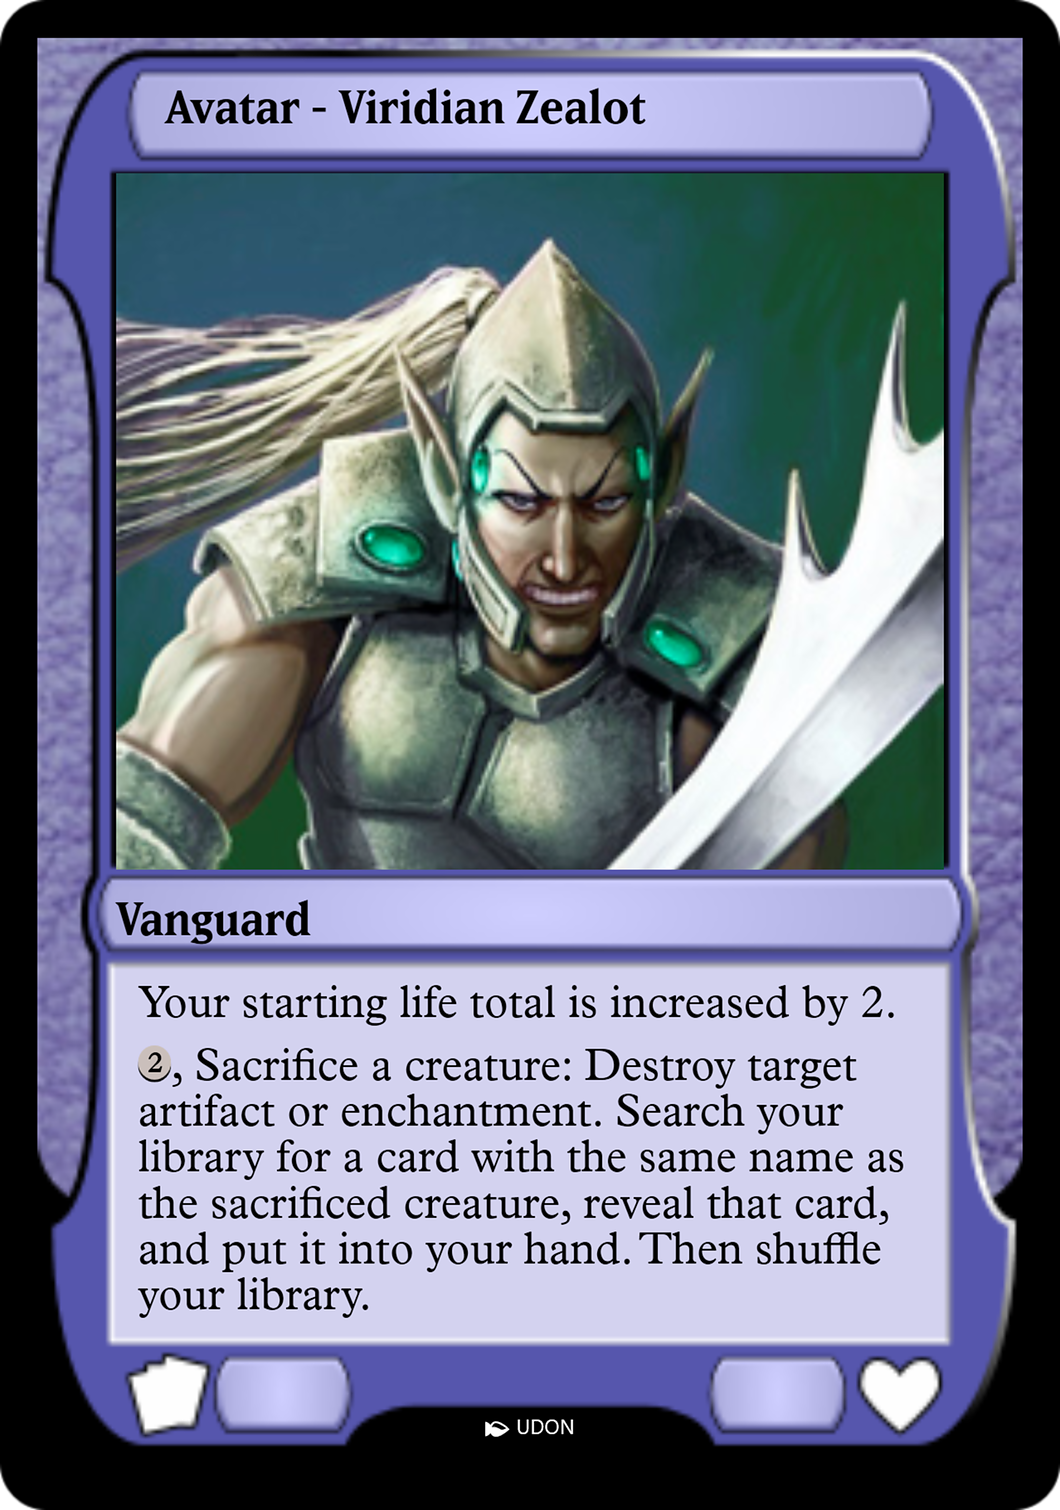 Avatar - Viridian Zealot
Vanguard
Your starting life total is increased by 2.
2, Sacrifice a creature: Destroy target
artifact or enchantment. Search your
library for a card with the same name as
the sacrificed creature, reveal that card,
and put it into your hand. Then shuffle
your library.
UDON